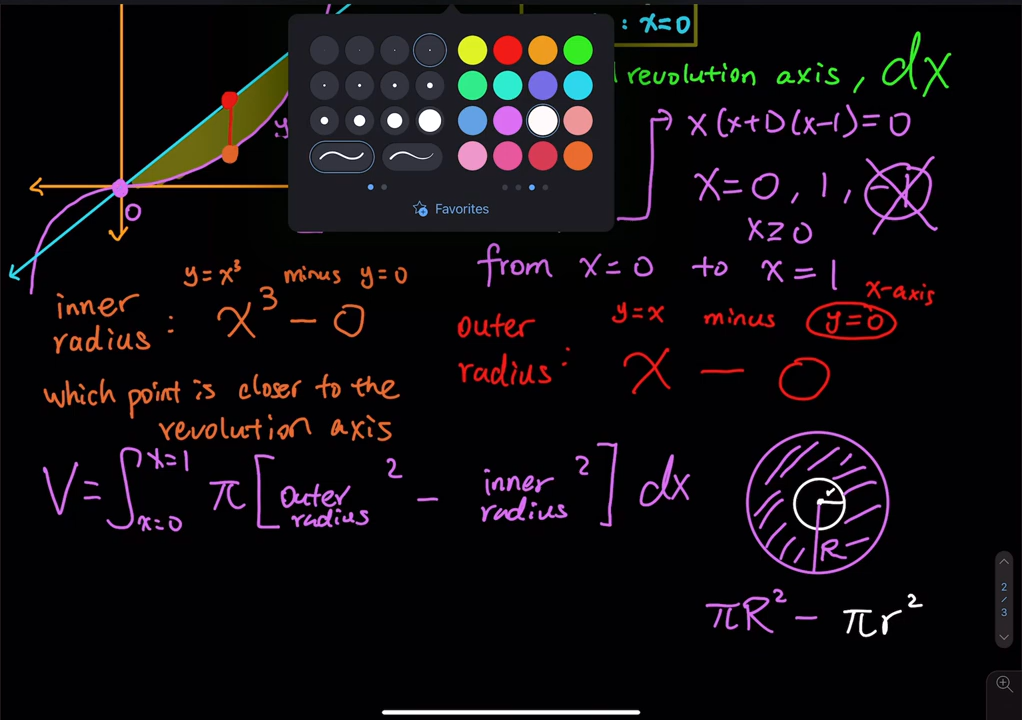 : x=0
revolution axis, dx
y
x(x+1)(x-1)=0
0
x=0, 1, -1
Favorites
x≥0
from x=0 to x=1
y=x³ minus y=0
inner radius: x³ - 0
x-axis
y=x minus y=0
outer radius: x - 0
which point is closer to the
revolution axis
V = ∫ x=1 x=0 π [outer radius ² - inner radius ²] dx
r
R
πR² - πr²
2
/
3